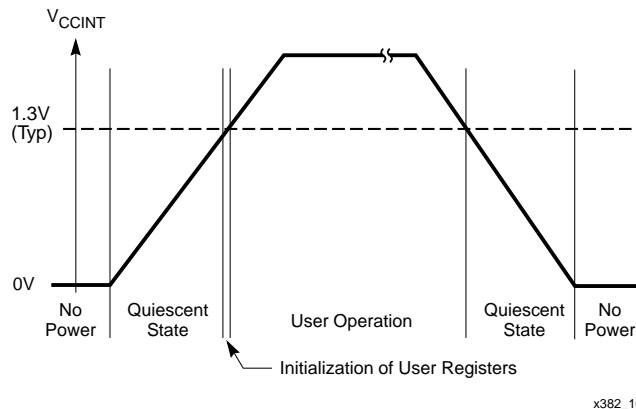 VCCINT
1.3V
(Typ)
0V
No
Power
Quiescent
State
User Operation
Quiescent
State
No
Power
Initialization of User Registers